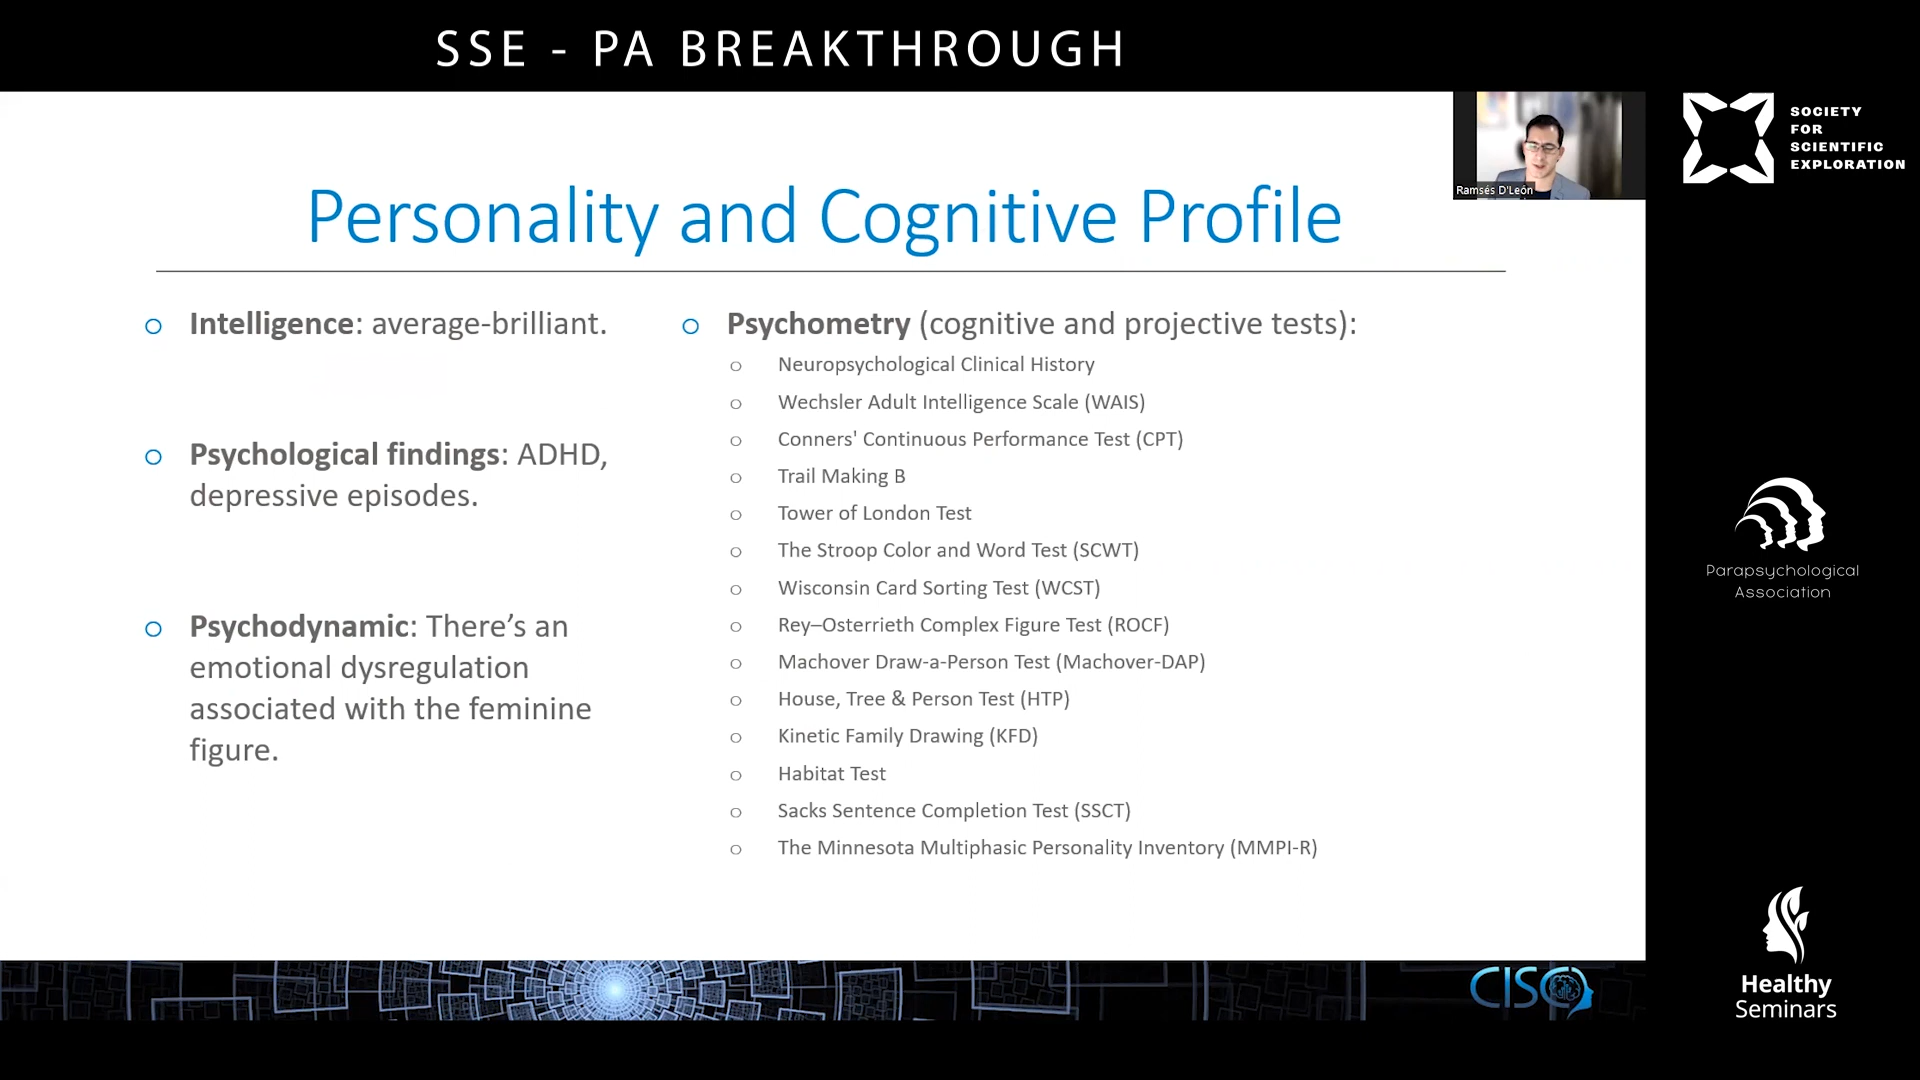 SSE - PA BREAKTHROUGH
Ramsés D'León
SOCIETY
FOR
SCIENTIFIC
EXPLORATION
Personality and Cognitive Profile
Intelligence: average-brilliant.
Psychological findings: ADHD,
depressive episodes.
Psychodynamic: There’s an
emotional dysregulation
associated with the feminine
figure.
Psychometry (cognitive and projective tests):
Neuropsychological Clinical History
Wechsler Adult Intelligence Scale (WAIS)
Conners' Continuous Performance Test (CPT)
Trail Making B
Tower of London Test
The Stroop Color and Word Test (SCWT)
Wisconsin Card Sorting Test (WCST)
Rey–Osterrieth Complex Figure Test (ROCF)
Machover Draw-a-Person Test (Machover-DAP)
House, Tree & Person Test (HTP)
Kinetic Family Drawing (KFD)
Habitat Test
Sacks Sentence Completion Test (SSCT)
The Minnesota Multiphasic Personality Inventory (MMPI-R)
Parapsychological
Association
Healthy
Seminars
CISC